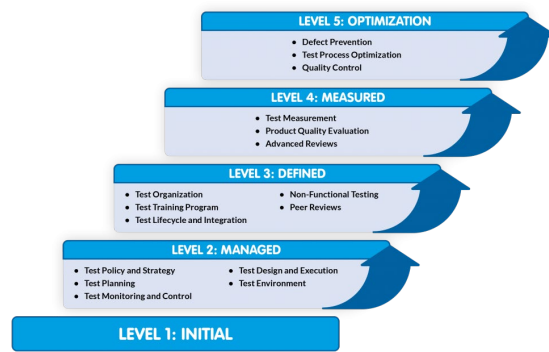 LEVEL 5: OPTIMIZATION
• Defect Prevention
• Test Process Optimization
• Quality Control
LEVEL 4: MEASURED
• Test Measurement
• Product Quality Evaluation
• Advanced Reviews
LEVEL 3: DEFINED
• Test Organization
• Test Training Program
• Test Lifecycle and Integration
• Non-Functional Testing
• Peer Reviews
LEVEL 2: MANAGED
• Test Policy and Strategy
• Test Planning
• Test Monitoring and Control
• Test Design and Execution
• Test Environment
LEVEL 1: INITIAL